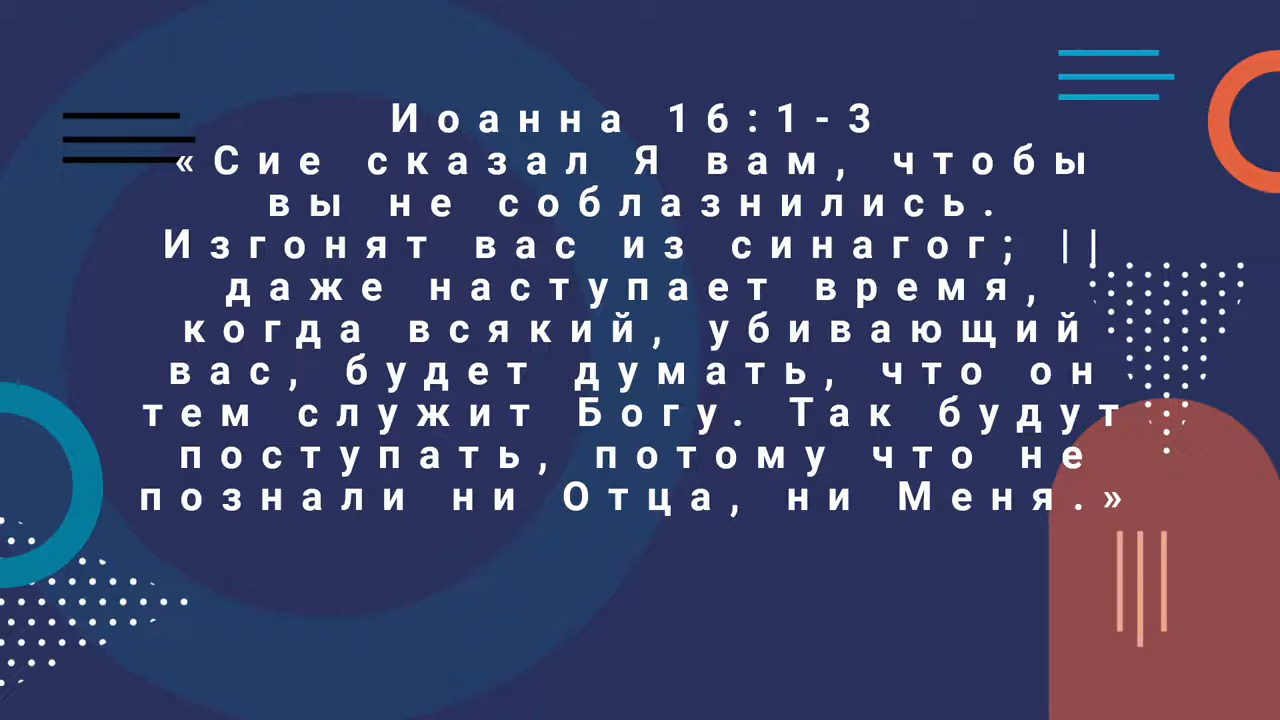 Иоанна 16:1-3
«Сие сказал Я вам, чтобы
вы не соблазнились.
Изгонят вас из синагог; ||
даже наступает время,
когда всякий, убивающий
вас, будет думать, что он
тем служит Богу. Так будут
поступать, потому что не
познали ни Отца, ни Меня.»